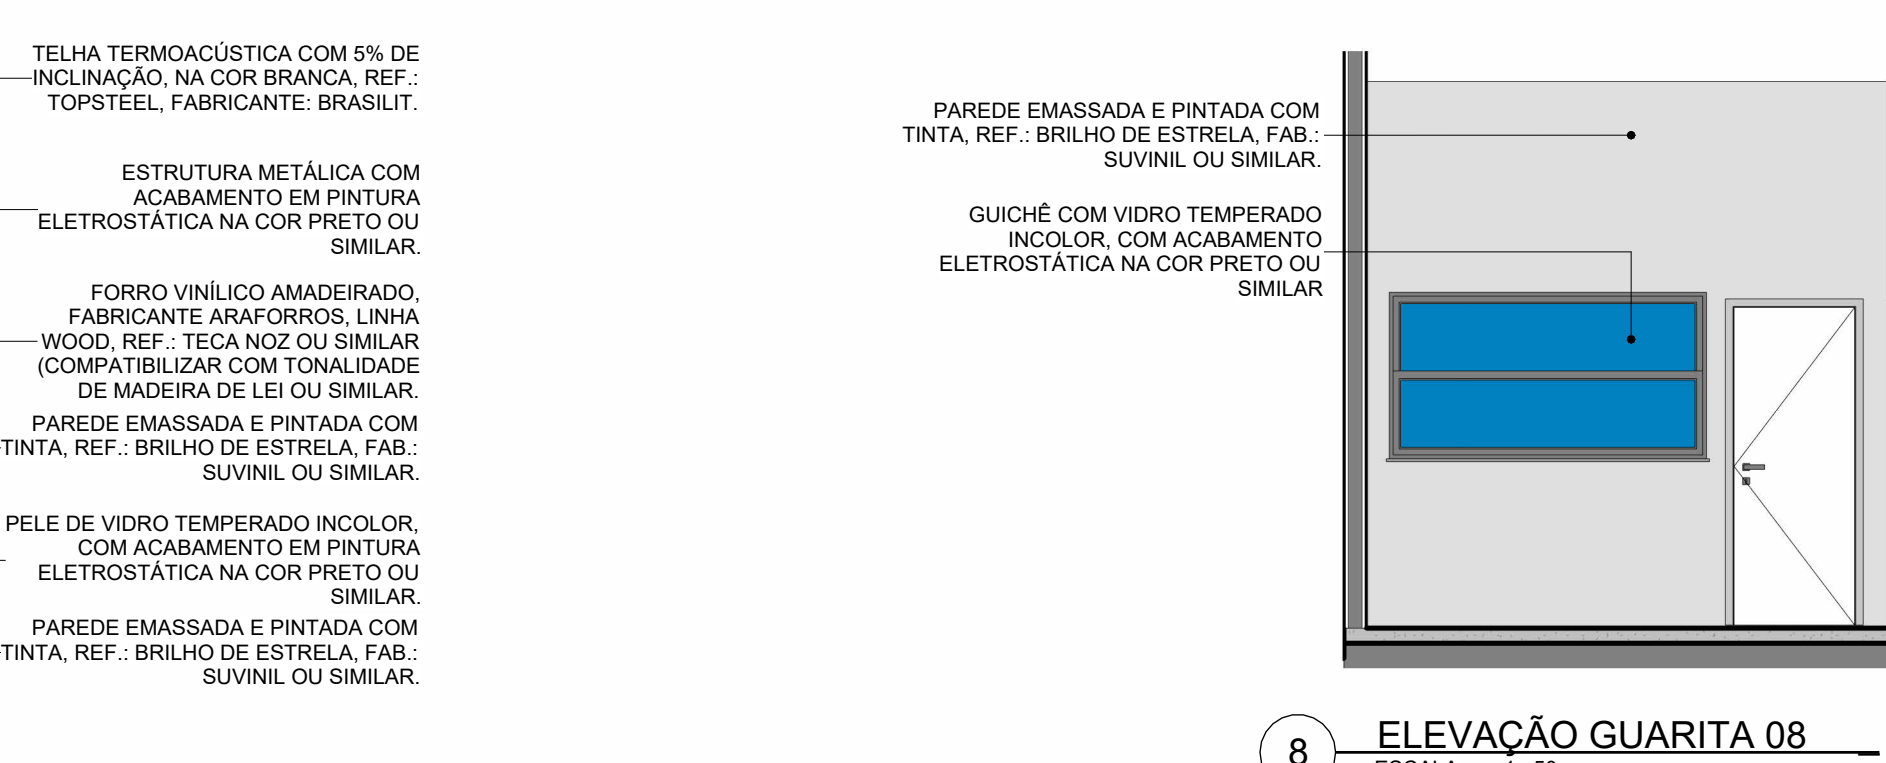 TELHA TERMOACÚSTICA COM 5% DE
INCLINAÇÃO, NA COR BRANCA, REF.:
TOPSTEEL, FABRICANTE: BRASILIT.
ESTRUTURA METÁLICA COM
ACABAMENTO EM PINTURA
ELETROSTÁTICA NA COR PRETO OU
SIMILAR.
FORRO VINÍLICO AMADEIRADO,
FABRICANTE ARAFORROS, LINHA
WOOD, REF.: TECA NOZ OU SIMILAR
(COMPATIBILIZAR COM TONALIDADE
DE MADEIRA DE LEI OU SIMILAR.
PAREDE EMASSADA E PINTADA COM
TINTA, REF.: BRILHO DE ESTRELA, FAB.:
SUVINIL OU SIMILAR.
PELE DE VIDRO TEMPERADO INCOLOR,
COM ACABAMENTO EM PINTURA
ELETROSTÁTICA NA COR PRETO OU
SIMILAR.
PAREDE EMASSADA E PINTADA COM
TINTA, REF.: BRILHO DE ESTRELA, FAB.:
SUVINIL OU SIMILAR.
PAREDE EMASSADA E PINTADA COM
TINTA, REF.: BRILHO DE ESTRELA, FAB.:
SUVINIL OU SIMILAR.
GUICHÊ COM VIDRO TEMPERADO
INCOLOR, COM ACABAMENTO
ELETROSTÁTICA NA COR PRETO OU
SIMILAR
8
ELEVAÇÃO GUARITA 08